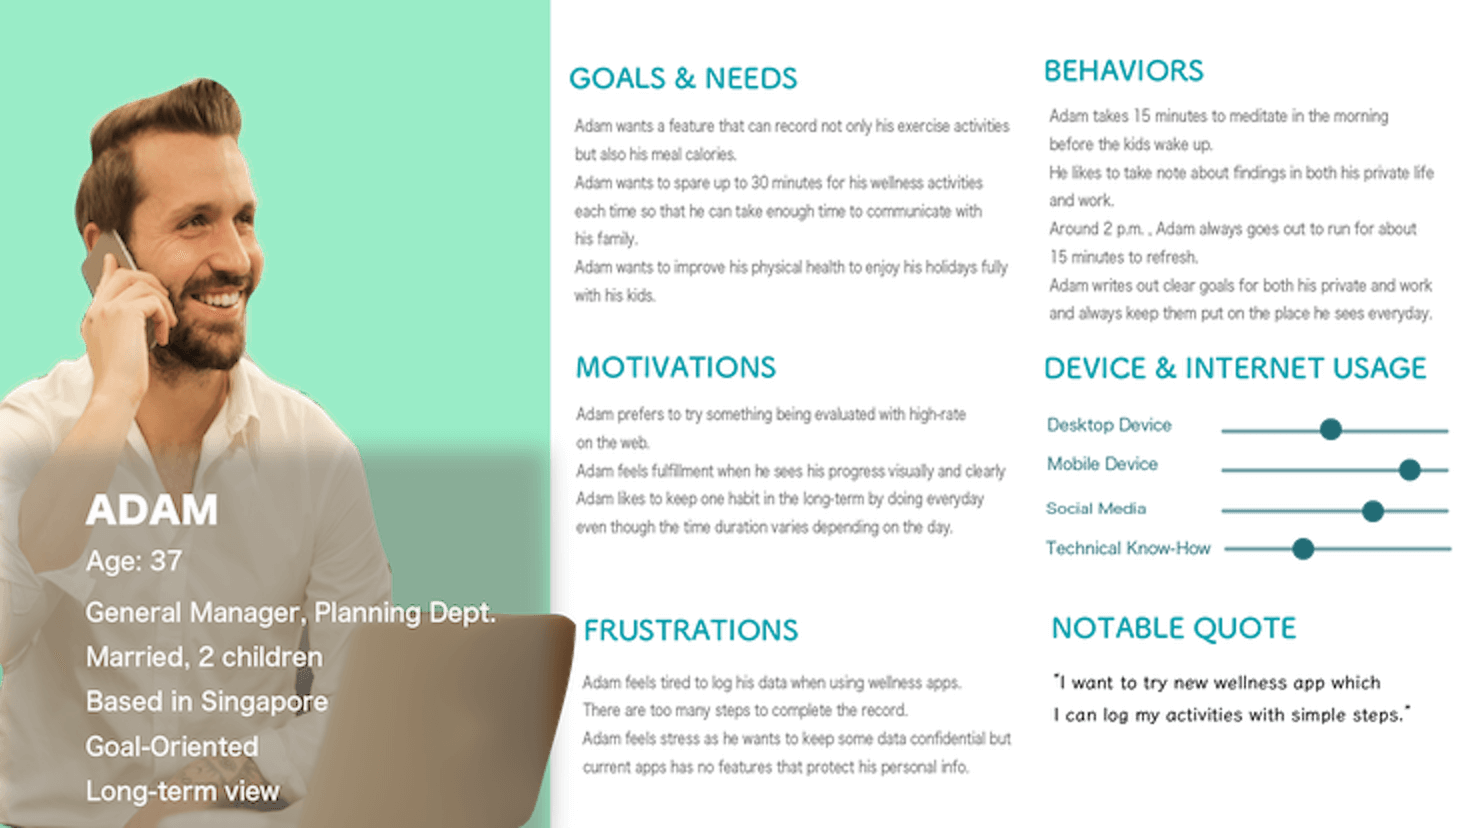 ADAM
Age: 37
General Manager, Planning Dept.
Married, 2 children
Based in Singapore
Goal-Oriented
Long-term view
GOALS & NEEDS
Adam wants a feature that can record not only his exercise activities
but also his meal calories.
Adam wants to spare up to 30 minutes for his wellness activities
each time so that he can take enough time to communicate with
his family.
Adam wants to improve his physical health to enjoy his holidays fully
with his kids.
MOTIVATIONS
Adam prefers to try something being evaluated with high-rate
on the web.
Adam feels fulfillment when he sees his progress visually and clearly
Adam likes to keep one habit in the long-term by doing everyday
even though the time duration varies depending on the day.
FRUSTRATIONS
Adam feels tired to log his data when using wellness apps.
There are too many steps to complete the record.
Adam feels stress as he wants to keep some data confidential but
current apps has no features that protect his personal info.
BEHAVIORS
Adam takes 15 minutes to meditate in the morning
before the kids wake up.
He likes to take note about findings in both his private life
and work.
Around 2 p.m. , Adam always goes out to run for about
15 minutes to refresh.
Adam writes out clear goals for both his private and work
and always keep them put on the place he sees everyday.
DEVICE & INTERNET USAGE
Desktop Device
Mobile Device
Social Media
Technical Know-How
NOTABLE QUOTE
"I want to try new wellness app which
I can log my activities with simple steps."